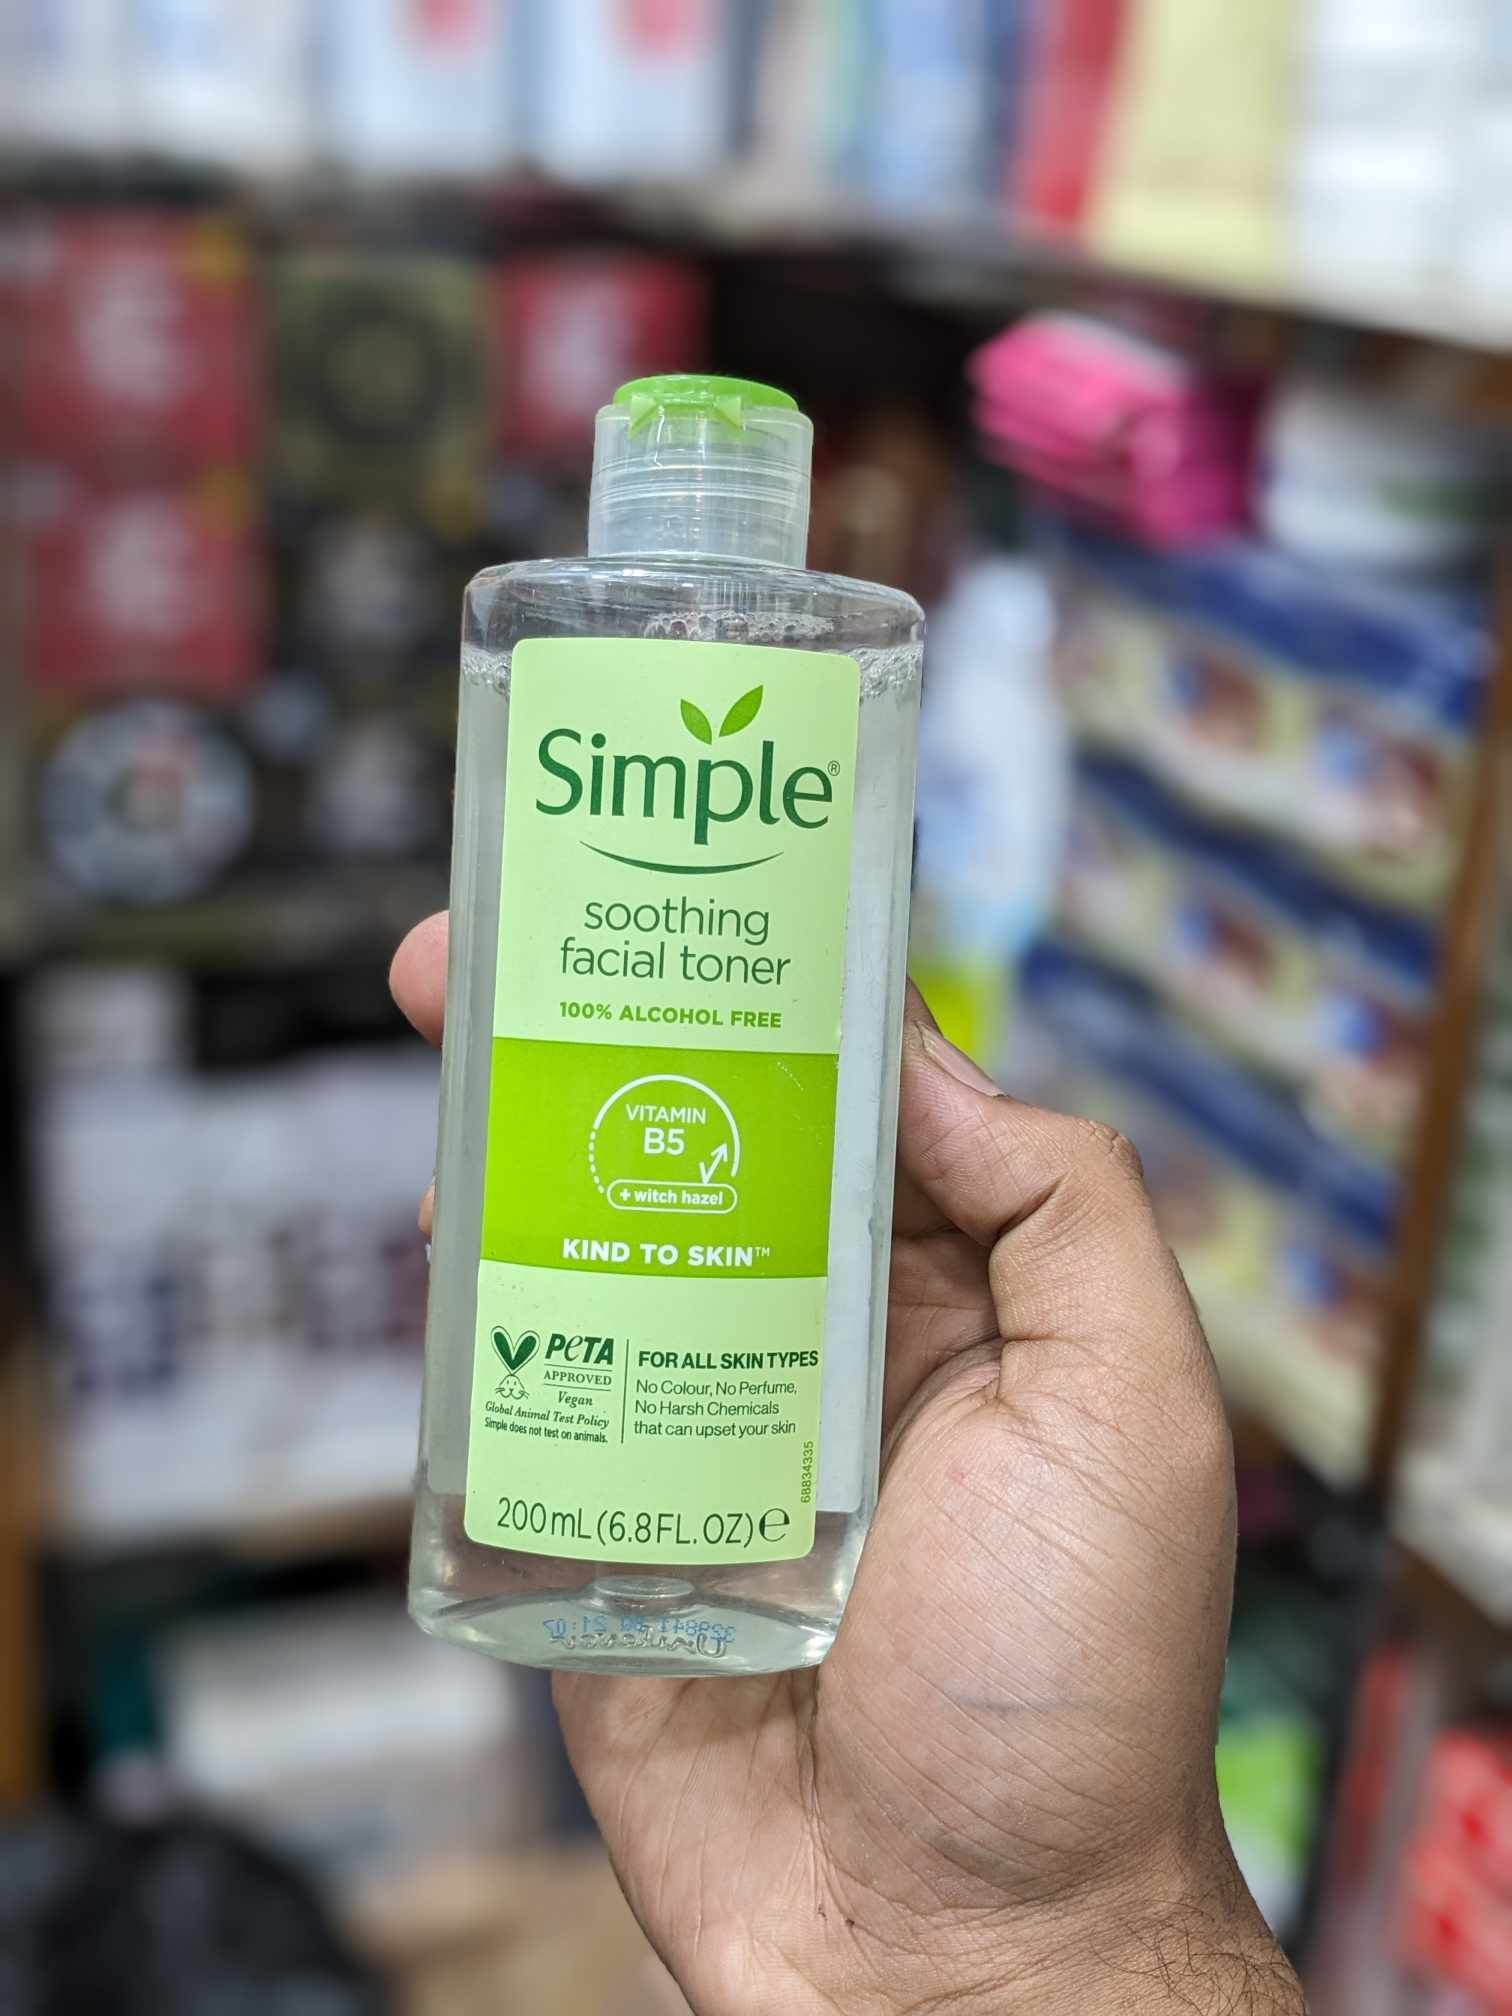 Simple®
soothing
facial toner
100% ALCOHOL FREE
VITAMIN
B5
+ witch hazel
KIND TO SKIN™
PeTA
APPROVED
Vegan
Global Animal Test Policy
Simple does not test on animals.
FOR ALL SKIN TYPES
No Colour, No Perfume,
No Harsh Chemicals
that can upset your skin
68834335
200mL (6.8FL. OZ) ℮
Unilever